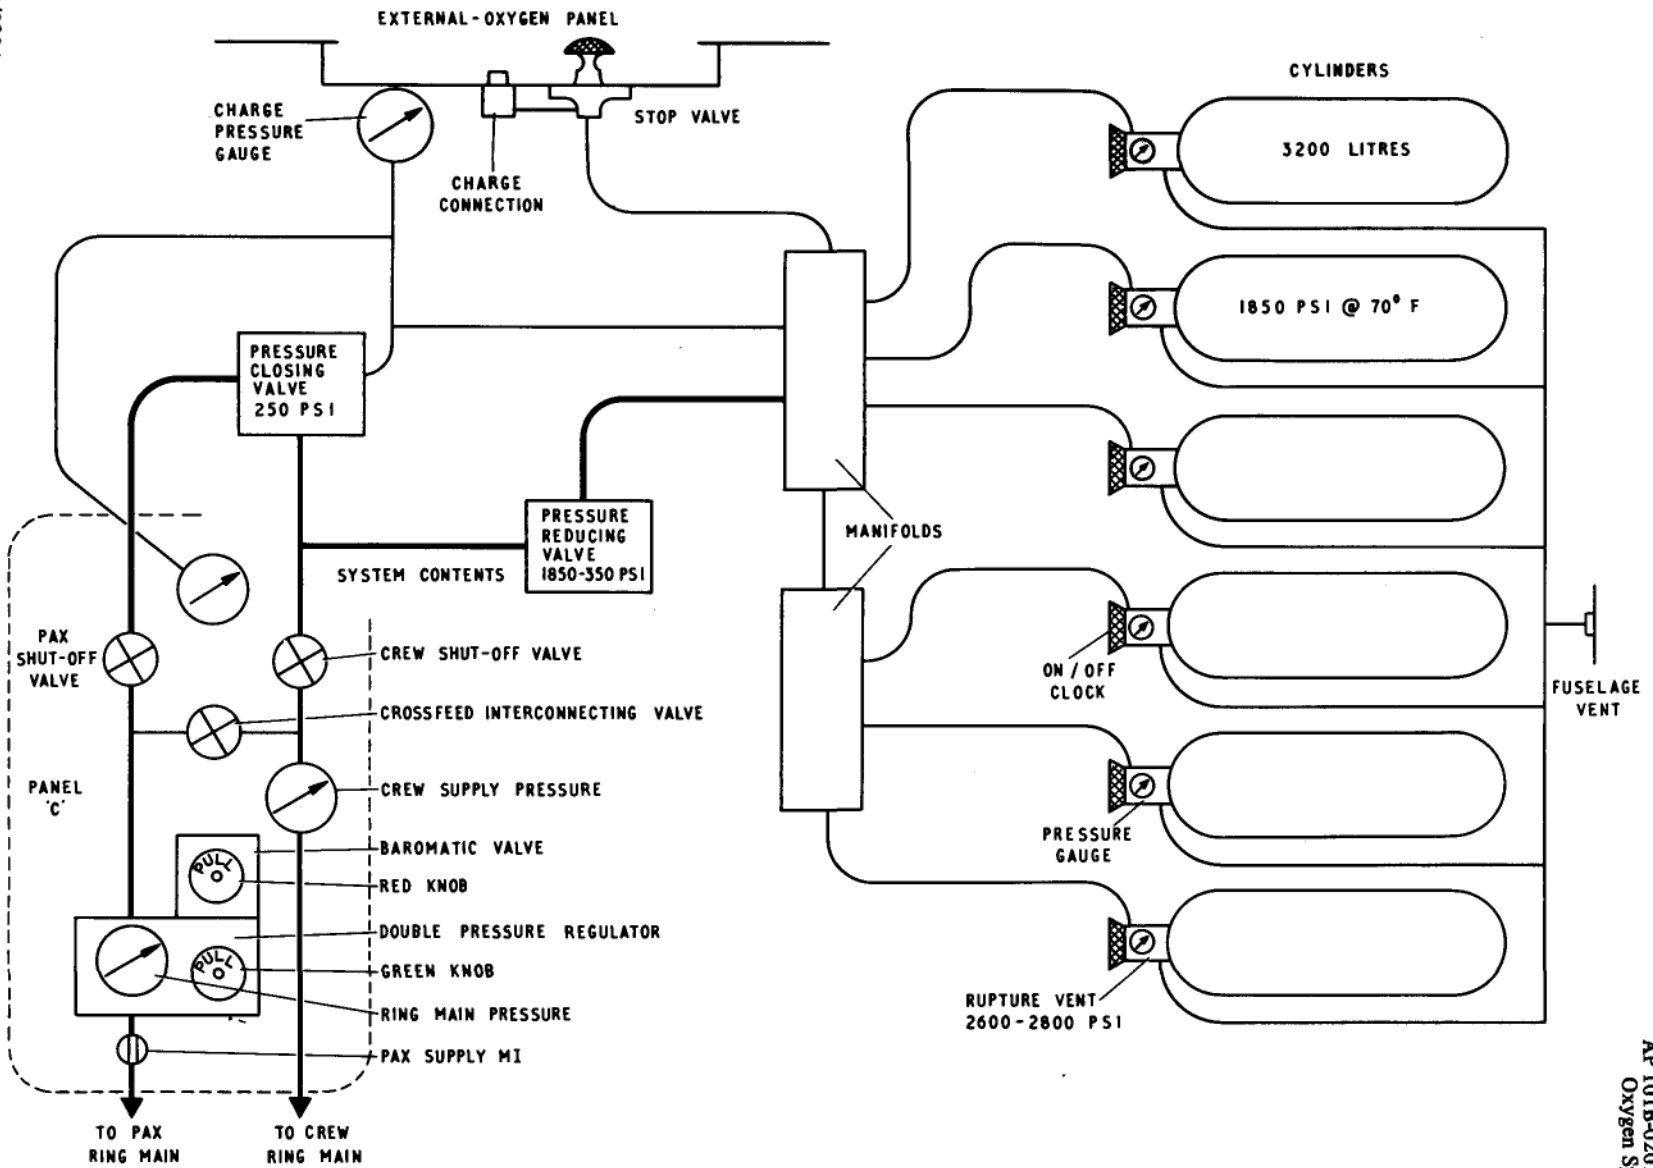 EXTERNAL-OXYGEN PANEL
CHARGE
PRESSURE
GAUGE
STOP VALVE
CHARGE
CONNECTION
CYLINDERS
3200 LITRES
1850 PSI @ 70° F
PRESSURE
CLOSING
VALVE
250 PSI
PRESSURE
REDUCING
VALVE
1850-350 PSI
MANIFOLDS
SYSTEM CONTENTS
PAX
SHUT-OFF
VALVE
CREW SHUT-OFF VALVE
CROSSFEED INTERCONNECTING VALVE
ON / OFF
CLOCK
FUSELAGE
VENT
PANEL
'C'
CREW SUPPLY PRESSURE
PRESSURE
GAUGE
BAROMATIC VALVE
PULL
RED KNOB
DOUBLE PRESSURE REGULATOR
PULL
GREEN KNOB
RING MAIN PRESSURE
RUPTURE VENT
2600-2800 PSI
PAX SUPPLY MI
TO PAX
RING MAIN
TO CREW
RING MAIN
Oxygen